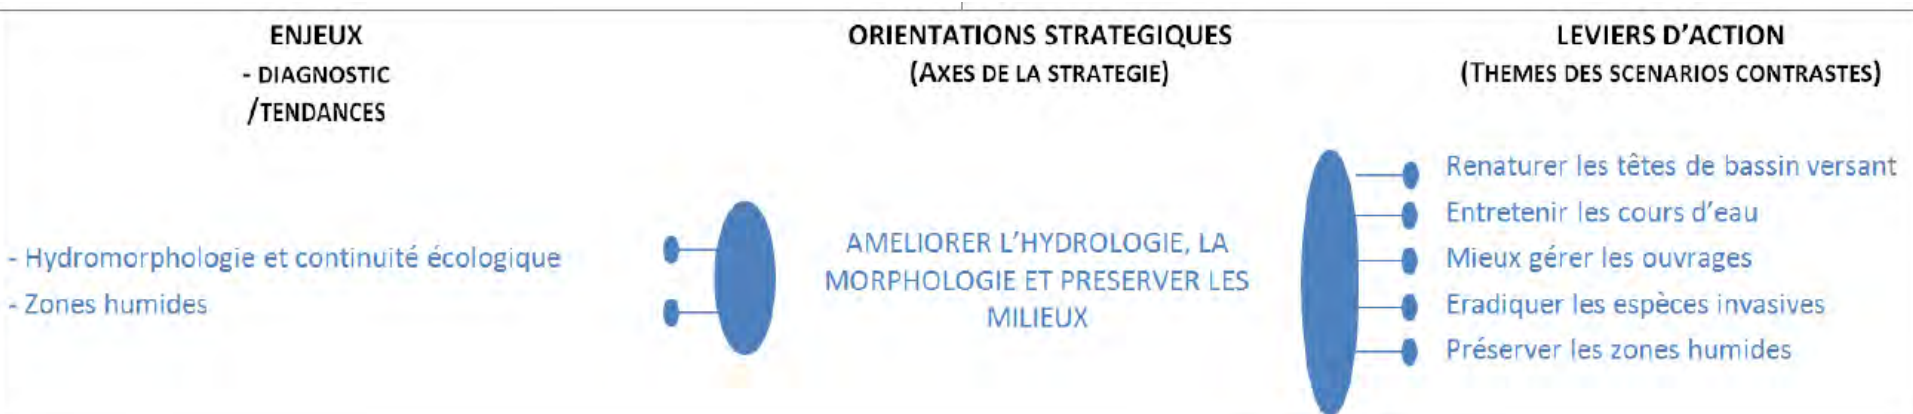 ENJEUX
- DIAGNOSTIC
/TENDANCES
ORIENTATIONS STRATEGIQUES
(AXES DE LA STRATEGIE)
LEVIERS D'ACTION
(THEMES DES SCENARIOS CONTRASTES)
- Hydromorphologie et continuité écologique
- Zones humides
AMELIORER L'HYDROLOGIE, LA
MORPHOLOGIE ET PRESERVER LES
MILIEUX
Renaturer les têtes de bassin versant
Entretenir les cours d'eau
Mieux gérer les ouvrages
Eradiquer les espèces invasives
Préserver les zones humides